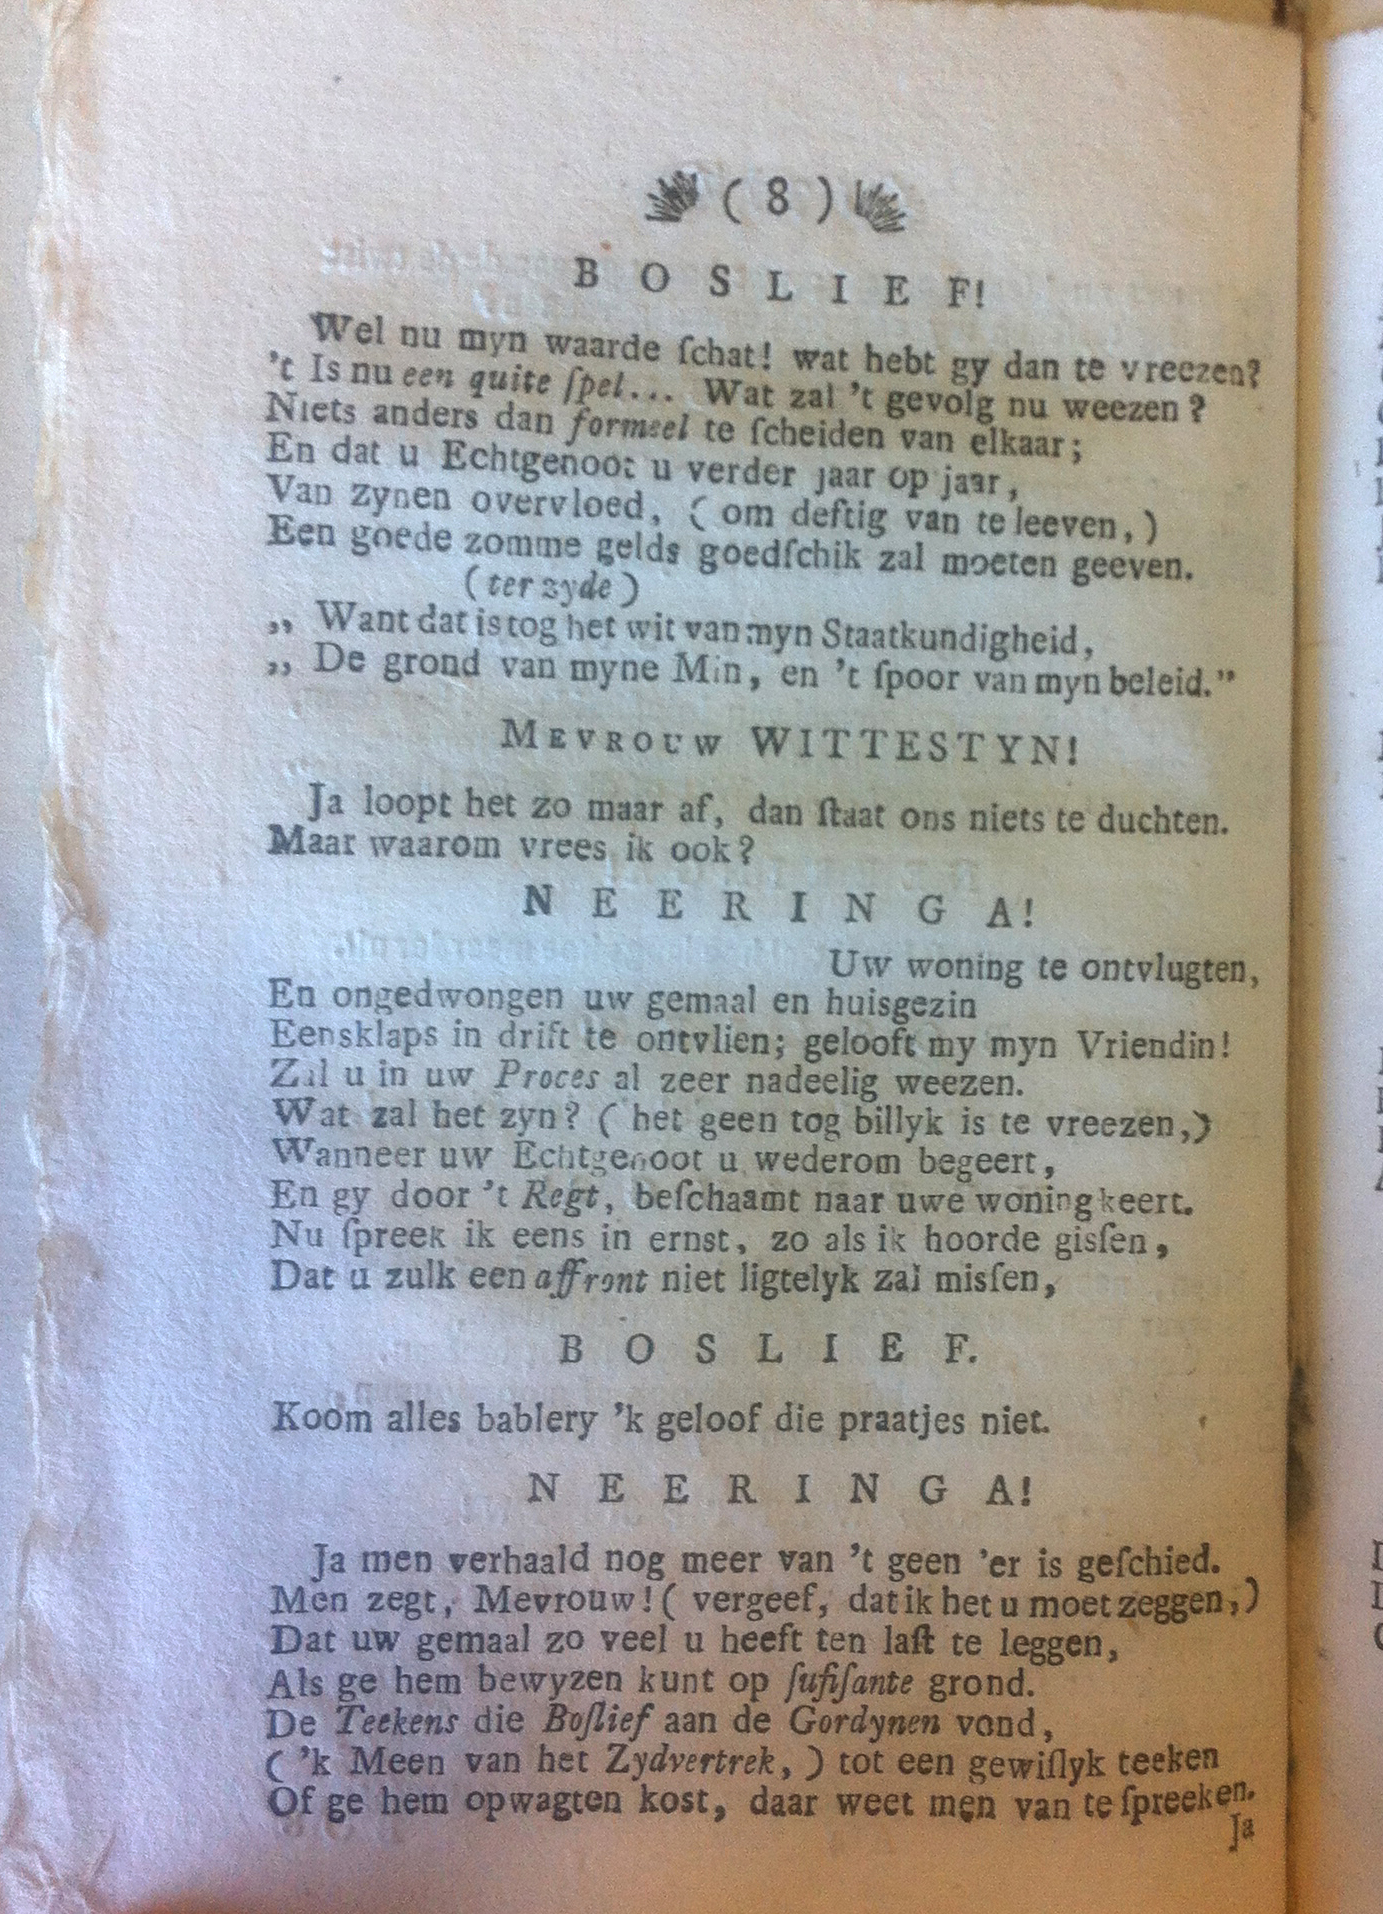 ( 8 )
BOSLIEF!
Wel nu myn waarde ſchat! wat hebt gy dan te vreezen?
't Is nu een quite ſpel... Wat zal 't gevolg nu weezen?
Niets anders dan formeel te ſcheiden van elkaar;
En dat u Echtgenoot u verder jaar op jaar,
Van zynen overvloed, ( om deftig van te leeven, )
Een goede zomme gelds goedſchik zal moeten geeven.
( ter zyde )
„ Want dat is tog het wit van myn Staatkundigheid,
„ De grond van myne Min, en 't ſpoor van myn beleid.”
MEVROUW WITTESTYN!
Ja loopt het zo maar af, dan ſtaat ons niets te duchten.
Maar waarom vrees ik ook?
NEERINGA!
Uw woning te ontvlugten,
En ongedwongen uw gemaal en huisgezin
Eensklaps in drift te ontvlien; gelooft my myn Vriendin!
Zal u in uw Proces al zeer nadeelig weezen.
Wat zal het zyn? ( het geen tog billyk is te vreezen, )
Wanneer uw Echtgenoot u wederom begeert,
En gy door 't Regt, beſchaamt naar uwe woning keert.
Nu ſpreek ik eens in ernst, zo als ik hoorde gisſen,
Dat u zulk een affront niet ligtelyk zal misſen,
BOSLIEF.
Koom alles bablery 'k geloof die praatjes niet.
NEERINGA!
Ja men verhaald nog meer van 't geen 'er is geſchied.
Men zegt, Mevrouw! ( vergeef, dat ik het u moet zeggen, )
Dat uw gemaal zo veel u heeft ten laſt te leggen,
Als ge hem bewyzen kunt op ſufiſante grond.
De Teekens die Boſlief aan de Gordynen vond,
( 'k Meen van het Zydvertrek, ) tot een gewiſlyk teeken
Of ge hem opwagten kost, daar weet men van te ſpreeken.
Ja